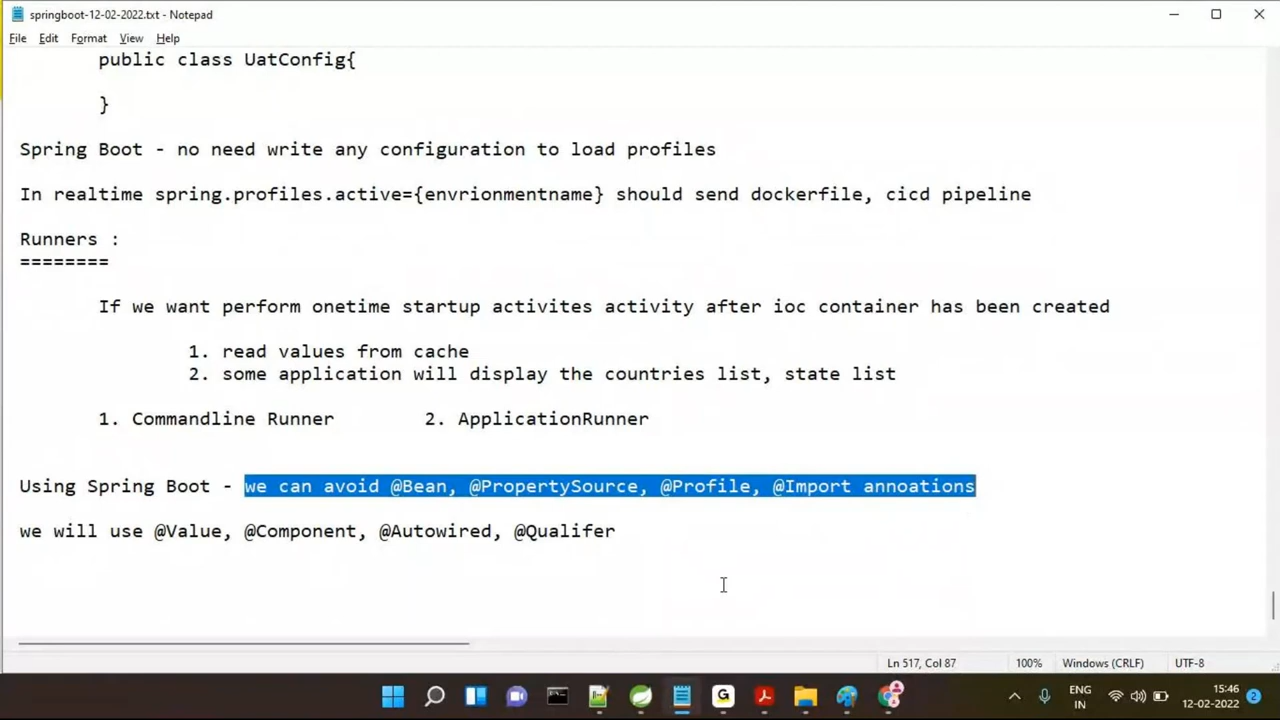 springboot-12-02-2022.txt - Notepad
File Edit Format View Help
public class UatConfig{
}
Spring Boot - no need write any configuration to load profiles
In realtime spring.profiles.active={envrionmentname} should send dockerfile, cicd pipeline
Runners :
========
If we want perform onetime startup activites activity after ioc container has been created
1. read values from cache
2. some application will display the countries list, state list
1. Commandline Runner 2. ApplicationRunner
Using Spring Boot - we can avoid @Bean, @PropertySource, @Profile, @Import annoations
we will use @Value, @Component, @Autowired, @Qualifer
Ln 517, Col 87 100% Windows (CRLF) UTF-8
G ENG 15:46
IN 12-02-2022 2